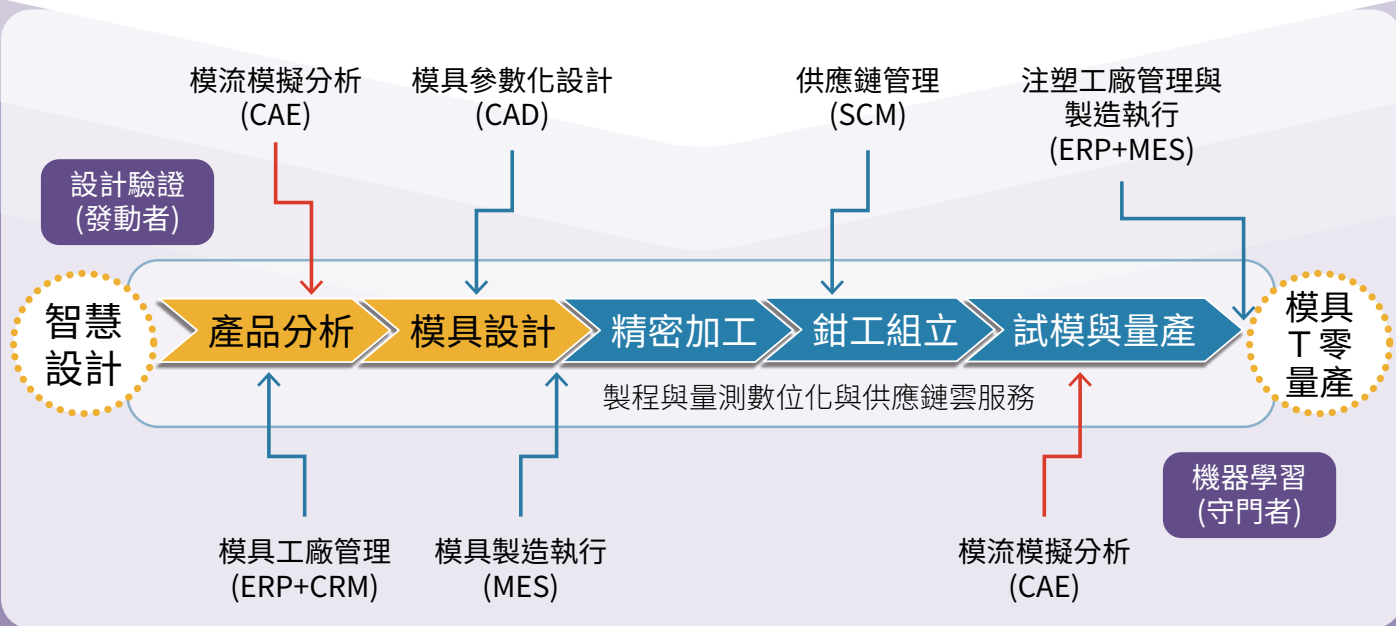 模流模擬分析
(CAE)
模具參數化設計
(CAD)
供應鏈管理
(SCM)
注塑工廠管理與
製造執行
(ERP+MES)
設計驗證
(發動者)
智慧
設計
產品分析
模具設計
精密加工
鉗工組立
試模與量產
模具
T零
量產
製程與量測數位化與供應鏈雲服務
機器學習
(守門者)
模具工廠管理
(ERP+CRM)
模具製造執行
(MES)
模流模擬分析
(CAE)